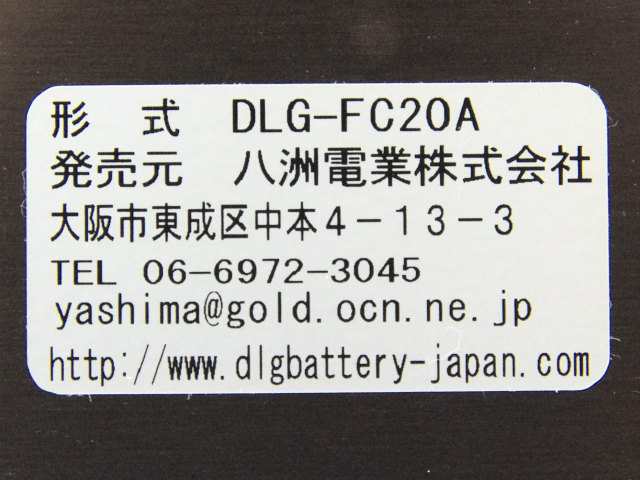 形　式　DLG-FC20A
発売元　八洲電業株式会社
大阪市東成区中本４－１３－３
TEL 06-6972-3045
yashima@gold.ocn.ne.jp
http://www.dlgbattery-japan.com